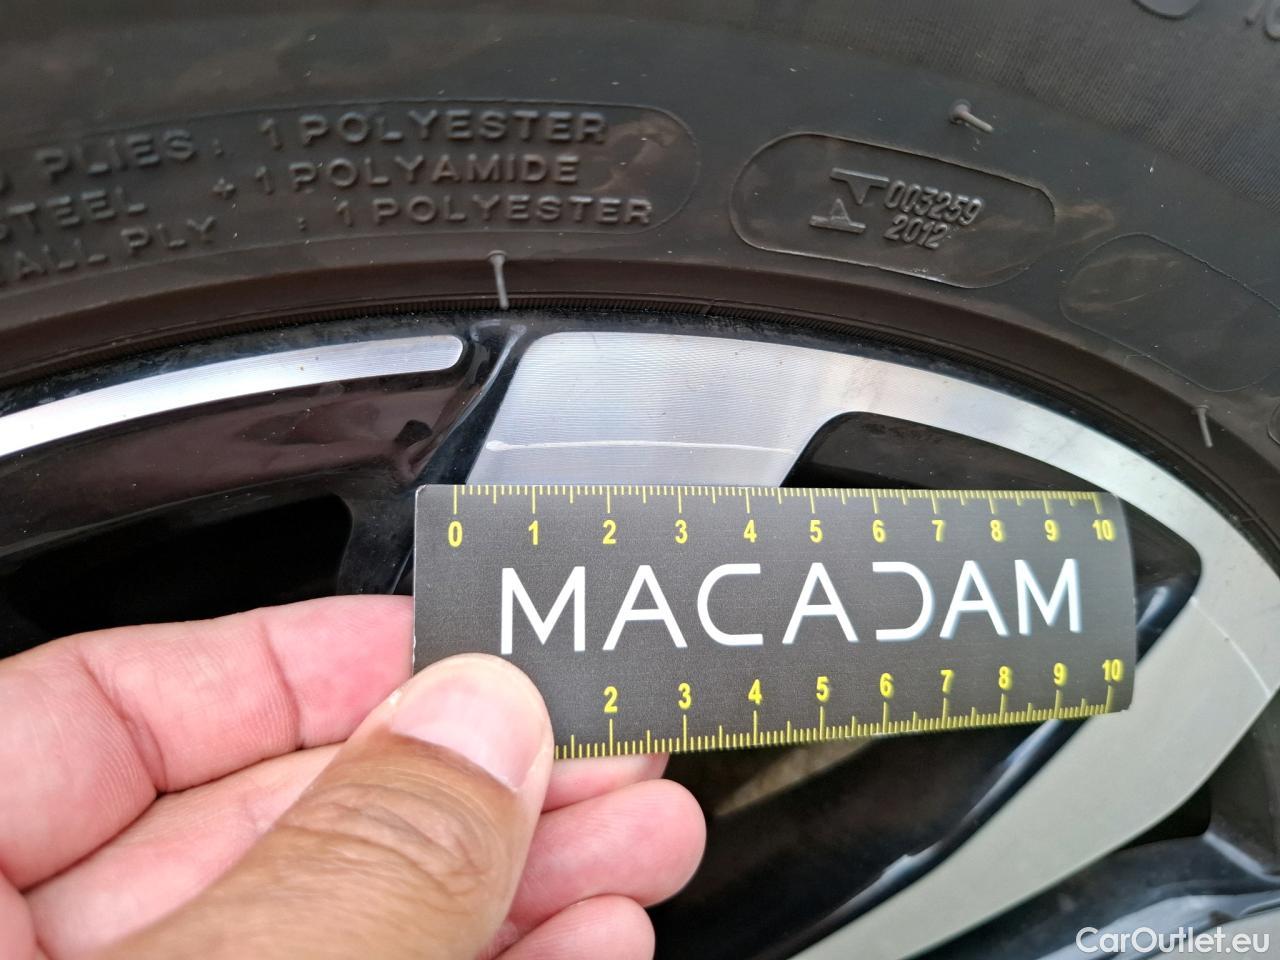 PLIES: 1 POLYESTER
STEEL + 1 POLYAMIDE
PLY : 1 POLYESTER
003259
2012
0 1 2 3 4 5 6 7 8 9 10
MACADAM
2 3 4 5 6 7 8 9 10
CarOutlet.eu